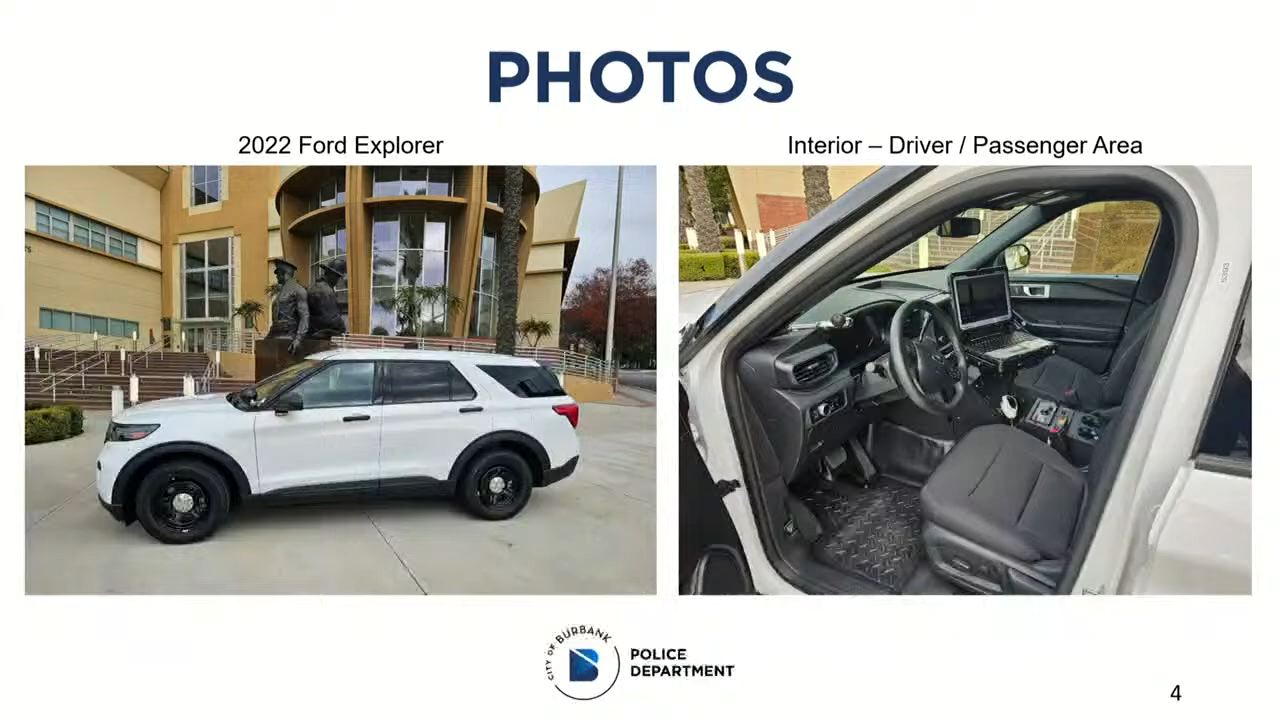 PHOTOS
2022 Ford Explorer
Interior – Driver / Passenger Area
CITY OF BURBANK
B
POLICE
DEPARTMENT
4